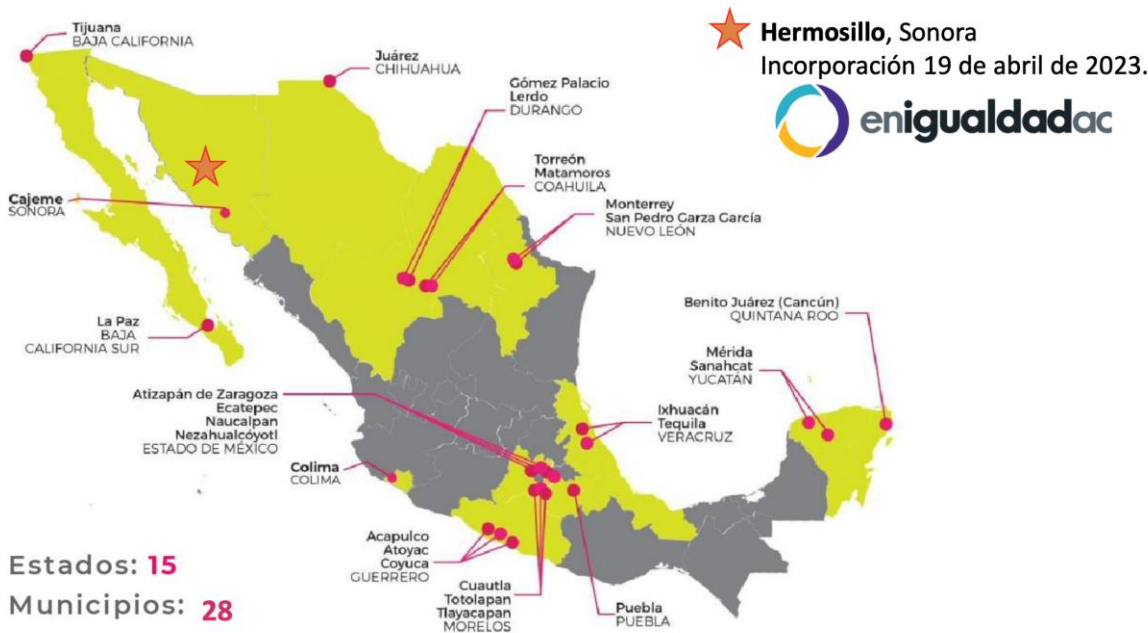 Tijuana
BAJA CALIFORNIA
Juárez
CHIHUAHUA
Hermosillo, Sonora
Incorporación 19 de abril de 2023.
enigualdadac
Gómez Palacio
Lerdo
DURANGO
Torreón
Matamoros
COAHUILA
Cajeme
SONORA
Monterrey
San Pedro Garza García
NUEVO LEÓN
La Paz
BAJA
CALIFORNIA SUR
Benito Juárez (Cancún)
QUINTANA ROO
Mérida
Sanahcat
YUCATÁN
Atizapán de Zaragoza
Ecatepec
Naucalpan
Nezahualcóyotl
ESTADO DE MÉXICO
Ixhuacán
Tequila
VERACRUZ
Colima
COLIMA
Acapulco
Atoyac
Coyuca
GUERRERO
Cuautla
Totolapan
Tlayacapan
MORELOS
Puebla
PUEBLA
Estados: 15
Municipios: 28